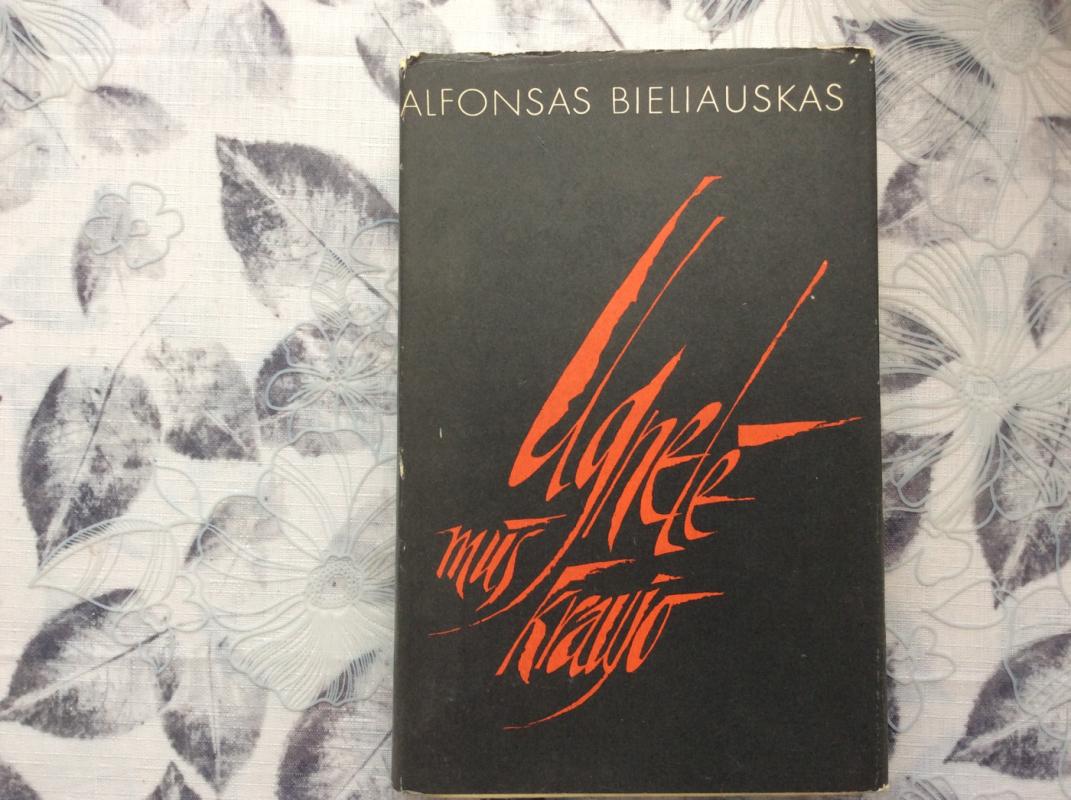 ALFONSAS BIELIAUSKAS
Ugnelė
mūs
kraujo